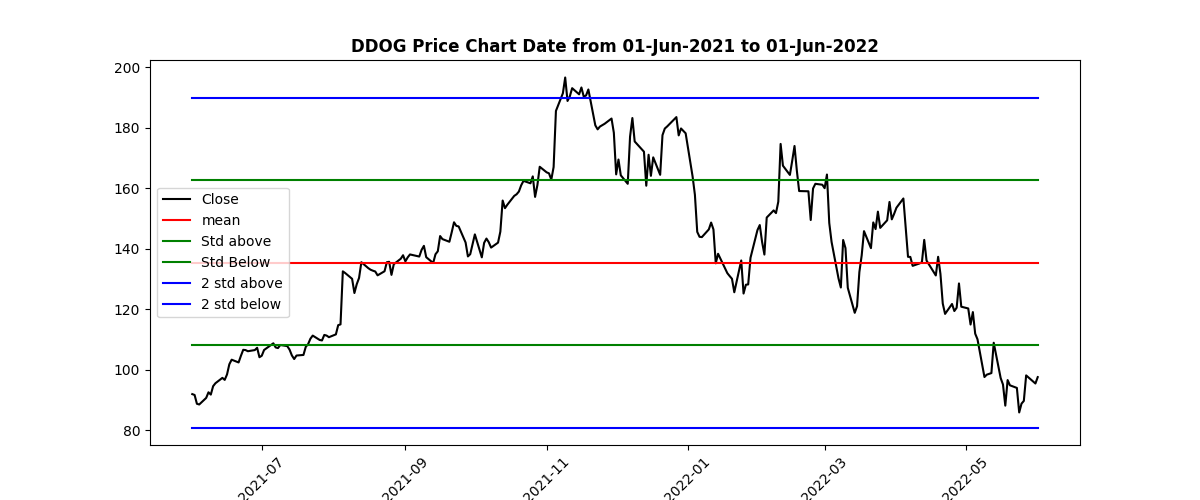 DDOG Price Chart Date from 01-Jun-2021 to 01-Jun-2022
200
180
160
140
120
100
80
Close
mean
Std above
Std Below
2 std above
2 std below
2021-07
2021-09
2021-11
2022-01
2022-03
2022-05